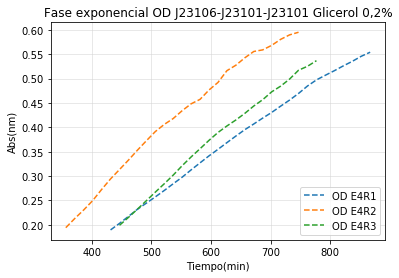 Fase exponencial OD J23106-J23101-J23101 Glicerol 0,2%
Abs(nm)
0.60
0.55
0.50
0.45
0.40
0.35
0.30
0.25
0.20
OD E4R1
OD E4R2
OD E4R3
400 500 600 700 800
Tiempo(min)